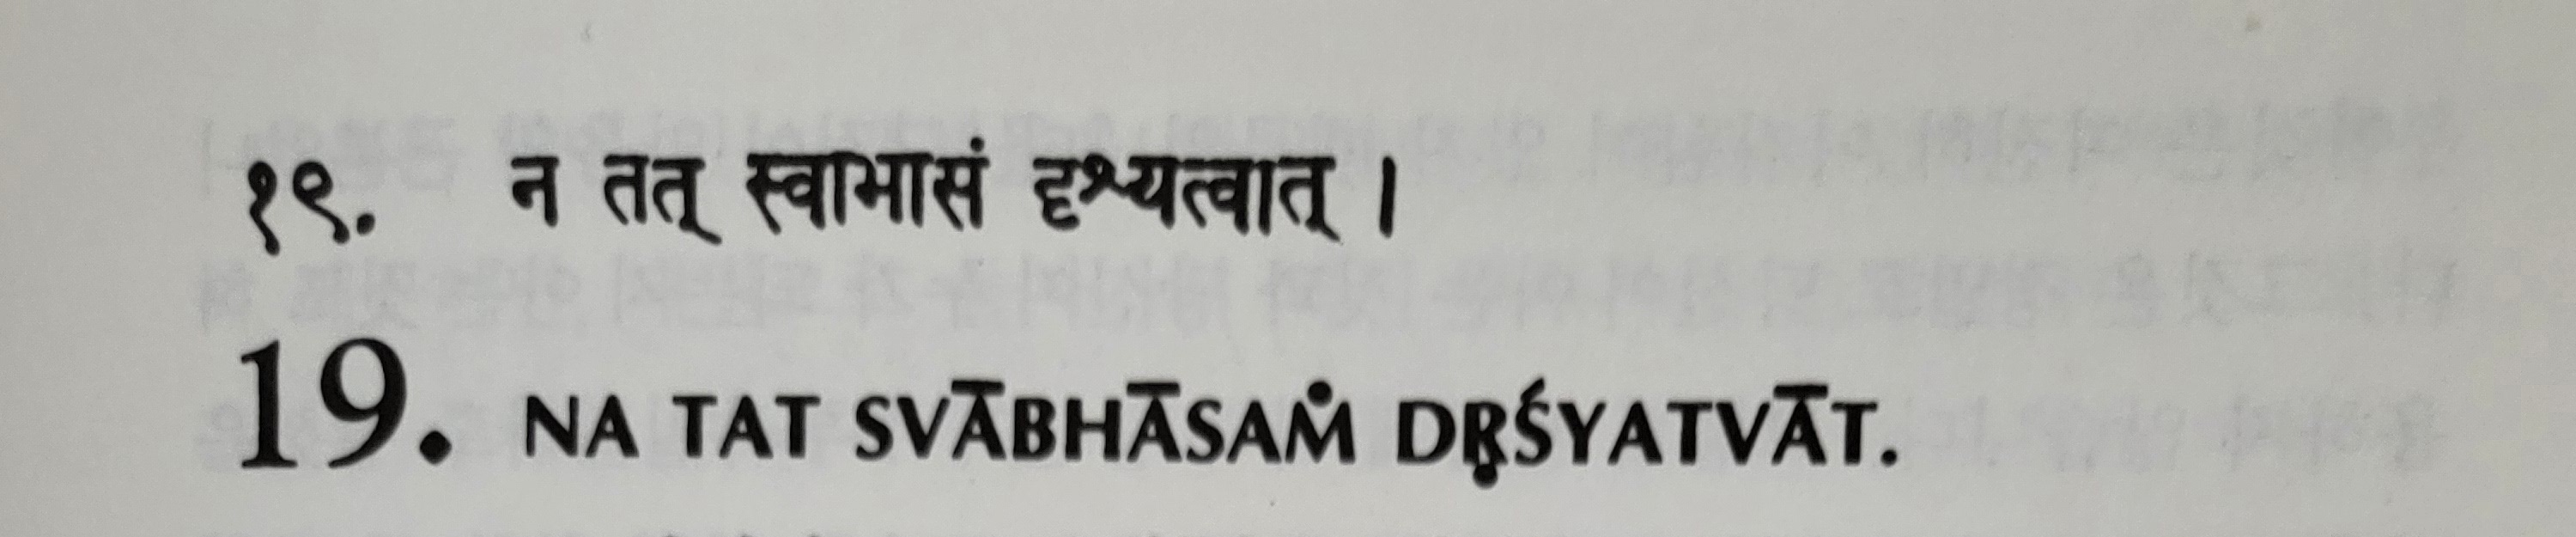 १९. न तत् स्वाभासं दृश्यत्वात् ।
19. NA TAT SVĀBHĀSAṀ DṚŚYATVĀT.